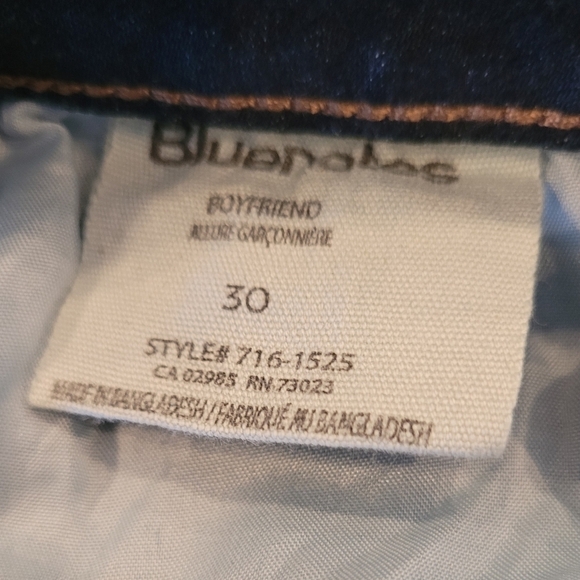 Bluenotes
BOYFRIEND
ALLURE GARÇONNIÈRE
30
STYLE# 716-1525
CA 02985 RN 73023
MADE IN BANGLADESH / FABRIQUÉ AU BANGLADESH